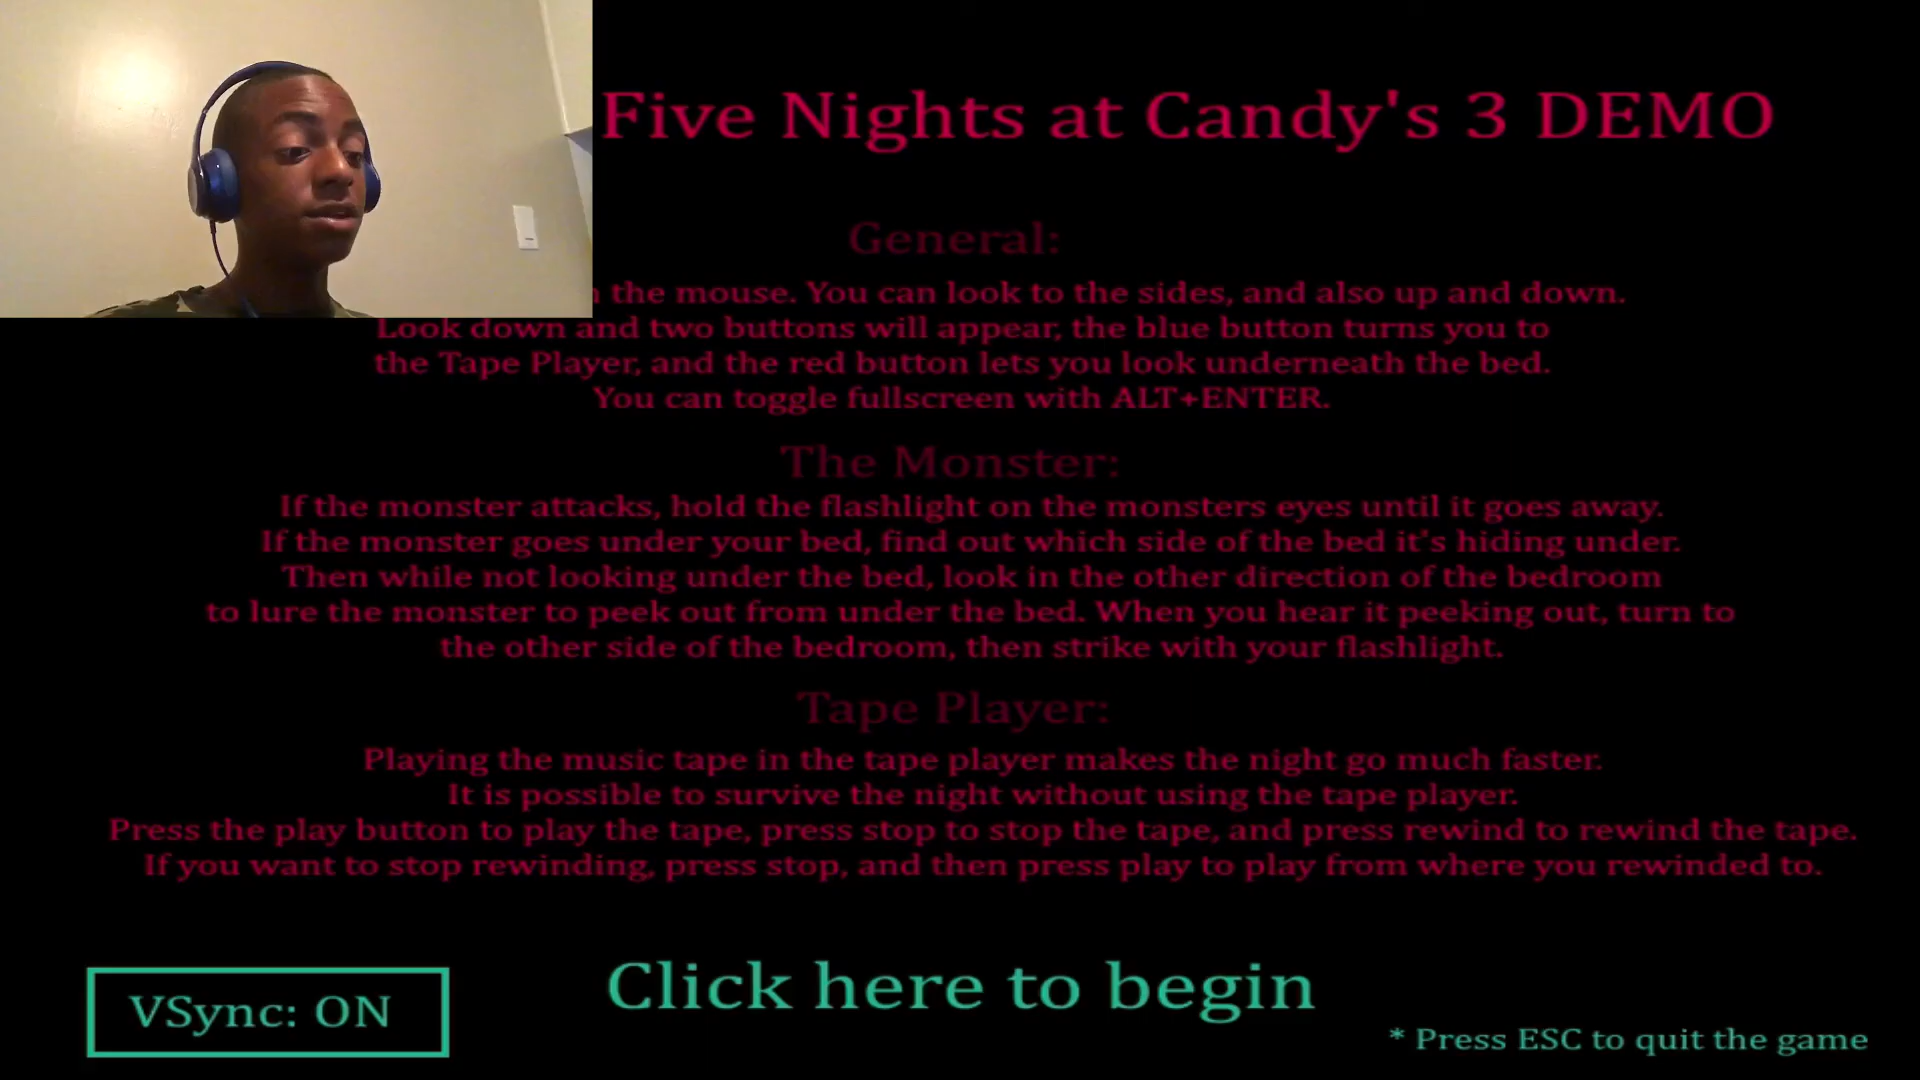 Five Nights at Candy's 3 DEMO
General:
the mouse. You can look to the sides, and also up and down.
Look down and two buttons will appear, the blue button turns you to
the Tape Player, and the red button lets you look underneath the bed.
You can toggle fullscreen with ALT+ENTER.
The Monster:
If the monster attacks, hold the flashlight on the monsters eyes until it goes away.
If the monster goes under your bed, find out which side of the bed it's hiding under.
Then while not looking under the bed, look in the other direction of the bedroom
to lure the monster to peek out from under the bed. When you hear it peeking out, turn to
the other side of the bedroom, then strike with your flashlight.
Tape Player:
Playing the music tape in the tape player makes the night go much faster.
It is possible to survive the night without using the tape player.
Press the play button to play the tape, press stop to stop the tape, and press rewind to rewind the tape.
If you want to stop rewinding, press stop, and then press play to play from where you rewinded to.
VSync: ON
Click here to begin
* Press ESC to quit the game